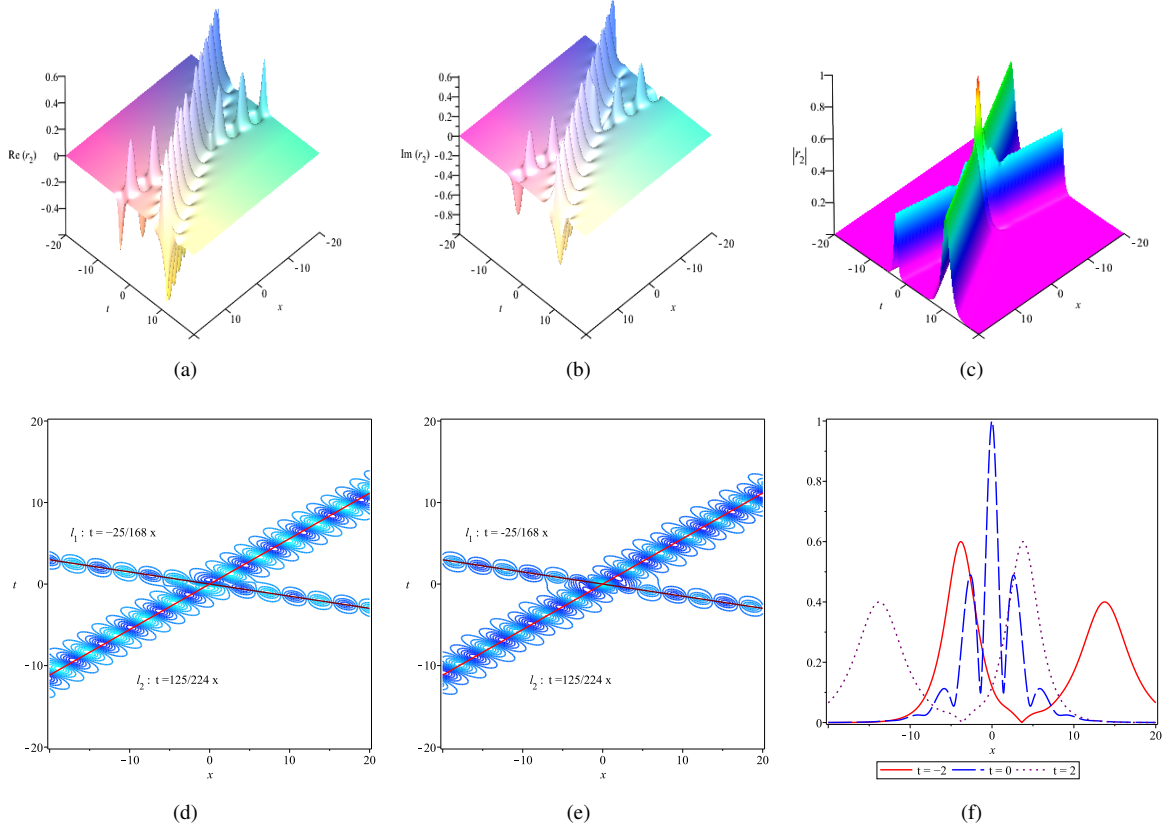 0.6
0.4
0.2
Re (r2)
0
-0.2
-0.4
-20
-10
t
0
10
10
0
x
-10
-20
(a)
0.6
0.4
0.2
0
Im (r2)
-0.2
-0.4
-0.6
-0.8
-20
-10
t
0
10
10
0
x
-10
-20
(b)
1
0.8
|r2|
0.6
0.4
0.2
-20
-10
t
0
10
10
0
x
-10
-20
(c)
20
10
t
0
-10
-20
l1 : t = −25/168 x
l2 : t =125/224 x
−10
0
10
20
x
(d)
20
10
t
0
-10
-20
l1 : t = -25/168 x
l2 : t =125/224 x
−10
0
10
20
x
(e)
1
0.8
0.6
0.4
0.2
0
−10
0
10
20
x
t = −2
t = 0
t = 2
(f)